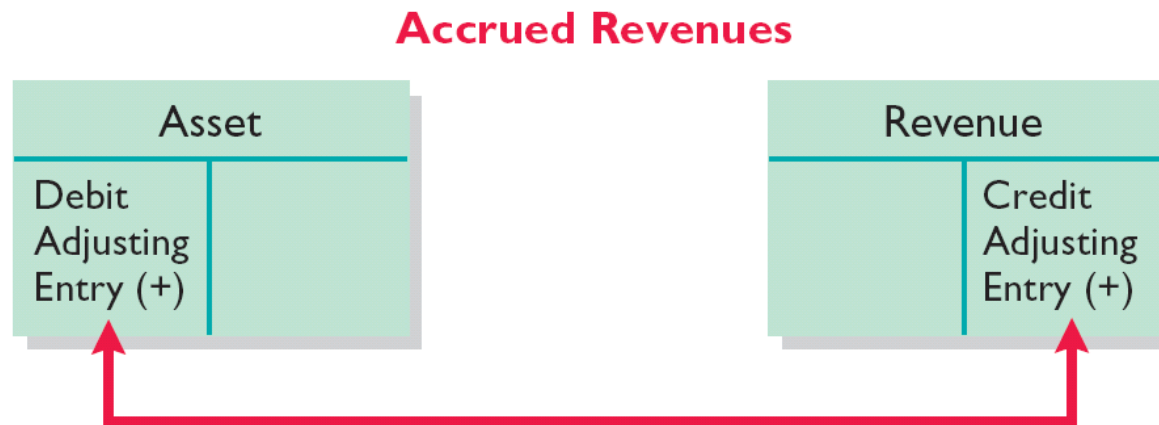 Accrued Revenues
Asset
Debit
Adjusting
Entry (+)
Revenue
Credit
Adjusting
Entry (+)